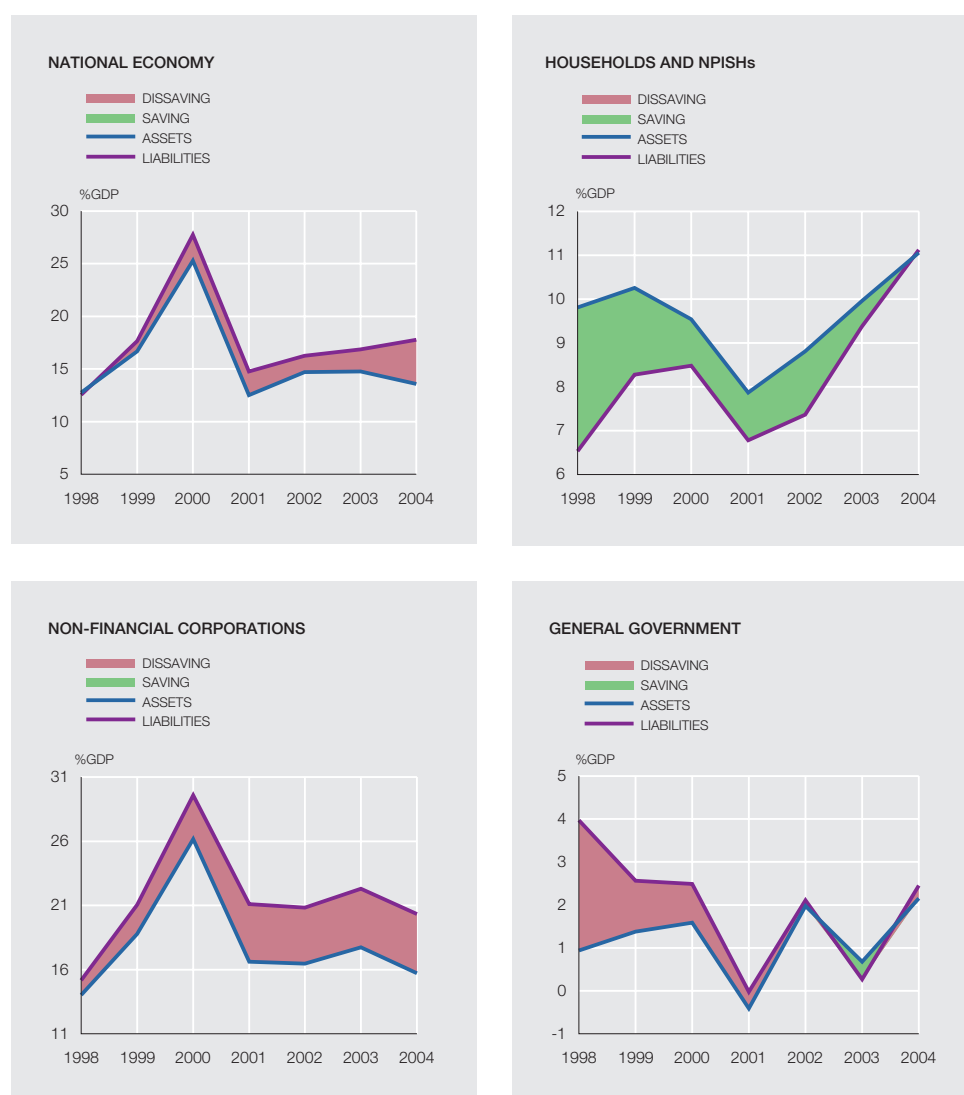 NATIONAL ECONOMY
DISSAVING
SAVING
ASSETS
LIABILITIES
%GDP
30
25
20
15
10
5
1998 1999 2000 2001 2002 2003 2004
HOUSEHOLDS AND NPISHs
DISSAVING
SAVING
ASSETS
LIABILITIES
%GDP
12
11
10
9
8
7
6
1998 1999 2000 2001 2002 2003 2004
NON-FINANCIAL CORPORATIONS
DISSAVING
SAVING
ASSETS
LIABILITIES
%GDP
31
26
21
16
11
1998 1999 2000 2001 2002 2003 2004
GENERAL GOVERNMENT
DISSAVING
SAVING
ASSETS
LIABILITIES
%GDP
5
4
3
2
1
0
-1
1998 1999 2000 2001 2002 2003 2004